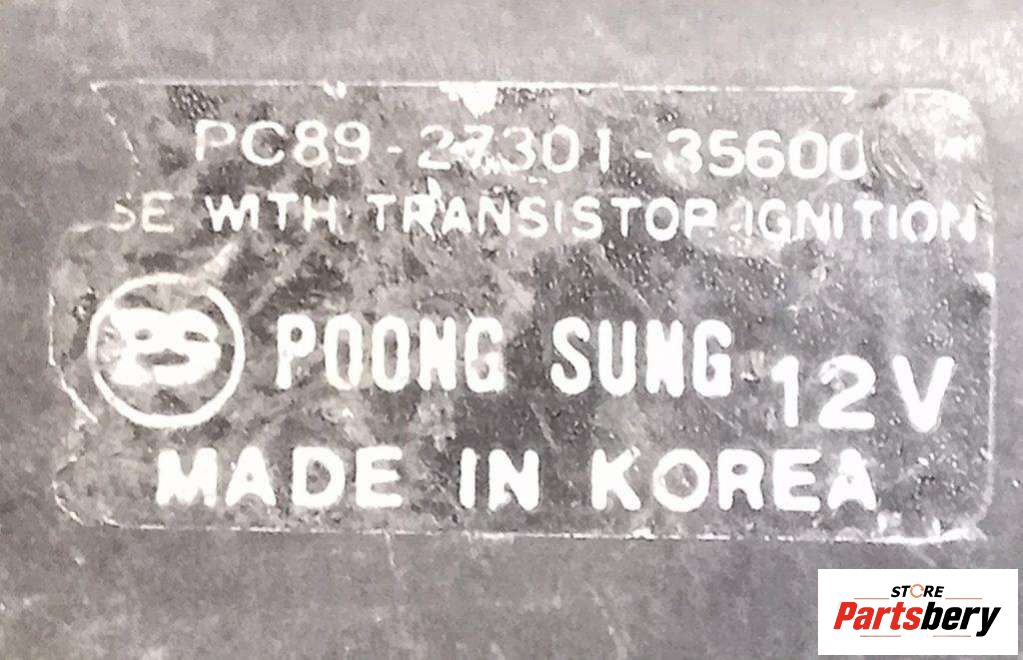 PC89-27301-35600
SE WITH TRANSISTOR IGNITION
PS POONG SUNG 12V
MADE IN KOREA
STORE
Partsbery